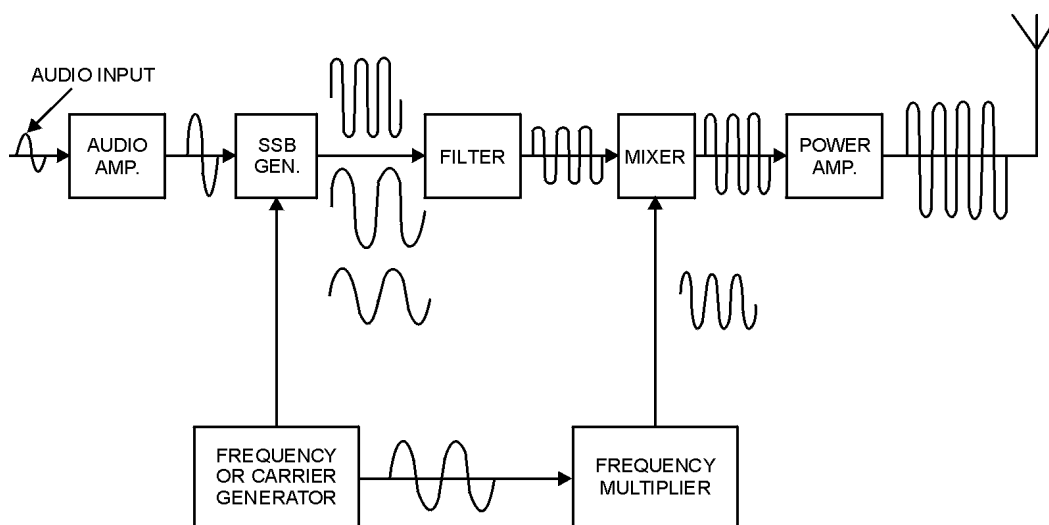 AUDIO INPUT
AUDIO
AMP.
SSB
GEN.
FILTER
MIXER
POWER
AMP.
FREQUENCY
OR CARRIER
GENERATOR
FREQUENCY
MULTIPLIER